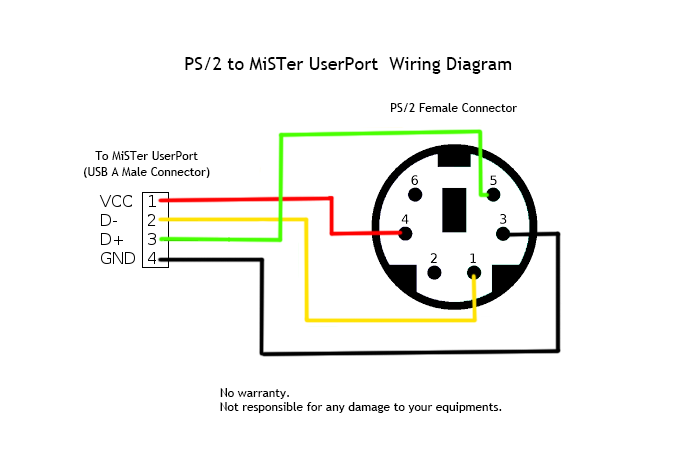 PS/2 to MiSTer UserPort  Wiring Diagram
PS/2 Female Connector
To MiSTer UserPort
(USB A Male Connector)
VCC 1
D- 2
D+ 3
GND 4
6 5
4 3
2 1
No warranty.
Not responsible for any damage to your equipments.